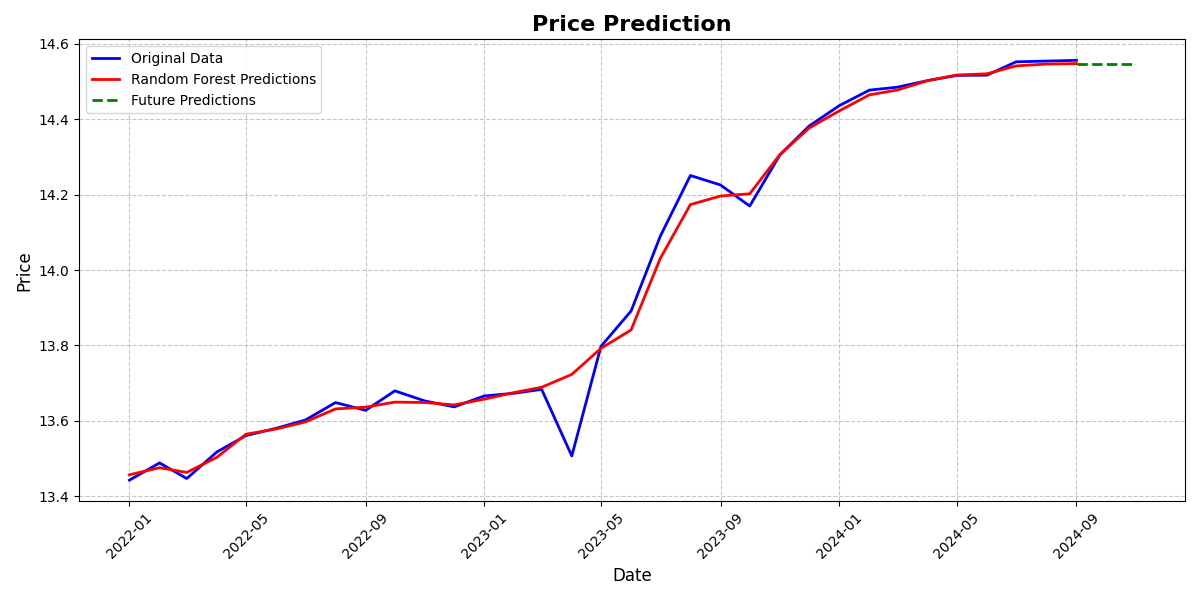 Price Prediction
Original Data
Random Forest Predictions
Future Predictions
14.6
14.4
14.2
14.0
13.8
13.6
13.4
Price
2022-01
2022-05
2022-09
2023-01
2023-05
2023-09
2024-01
2024-05
2024-09
Date